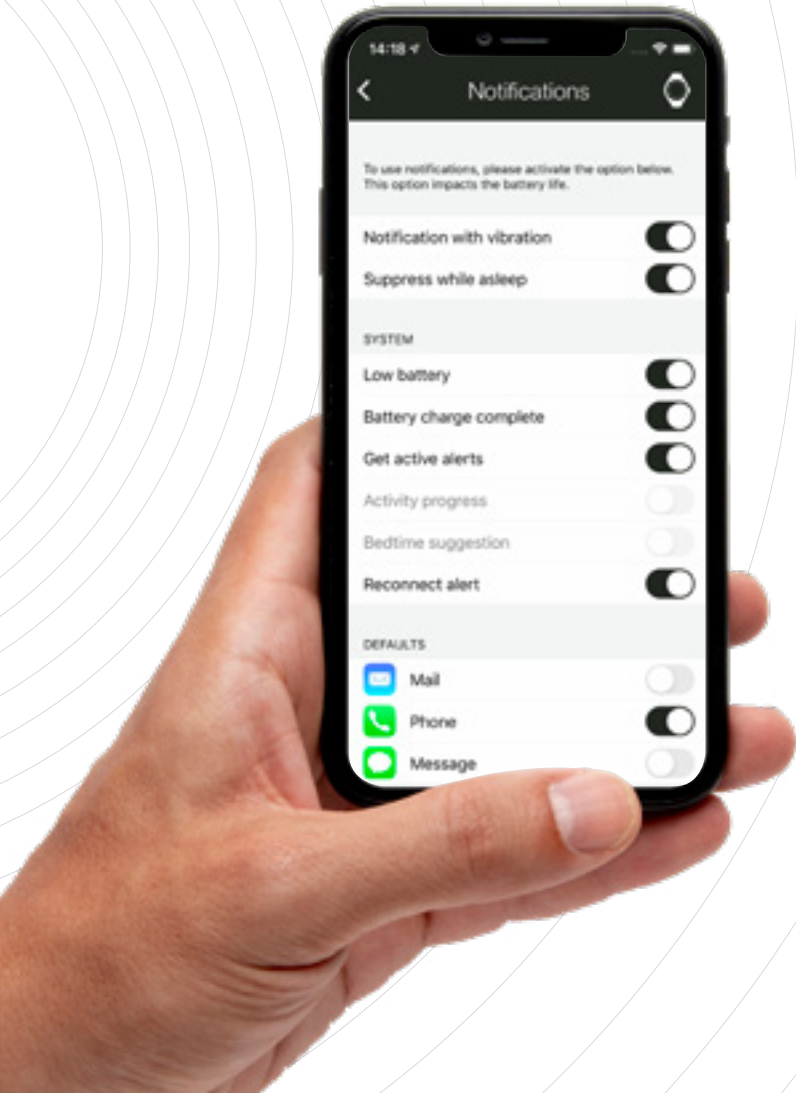 14:18
Notifications
To use notifications, please activate the option below.
This option impacts the battery life.
Notification with vibration
Suppress while asleep
SYSTEM
Low battery
Battery charge complete
Get active alerts
Activity progress
Bedtime suggestion
Reconnect alert
DEFAULTS
Mail
Phone
Message